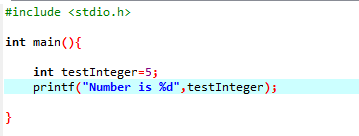 #include <stdio.h>
int main(){
int testInteger=5;
printf("Number is %d",testInteger);
}